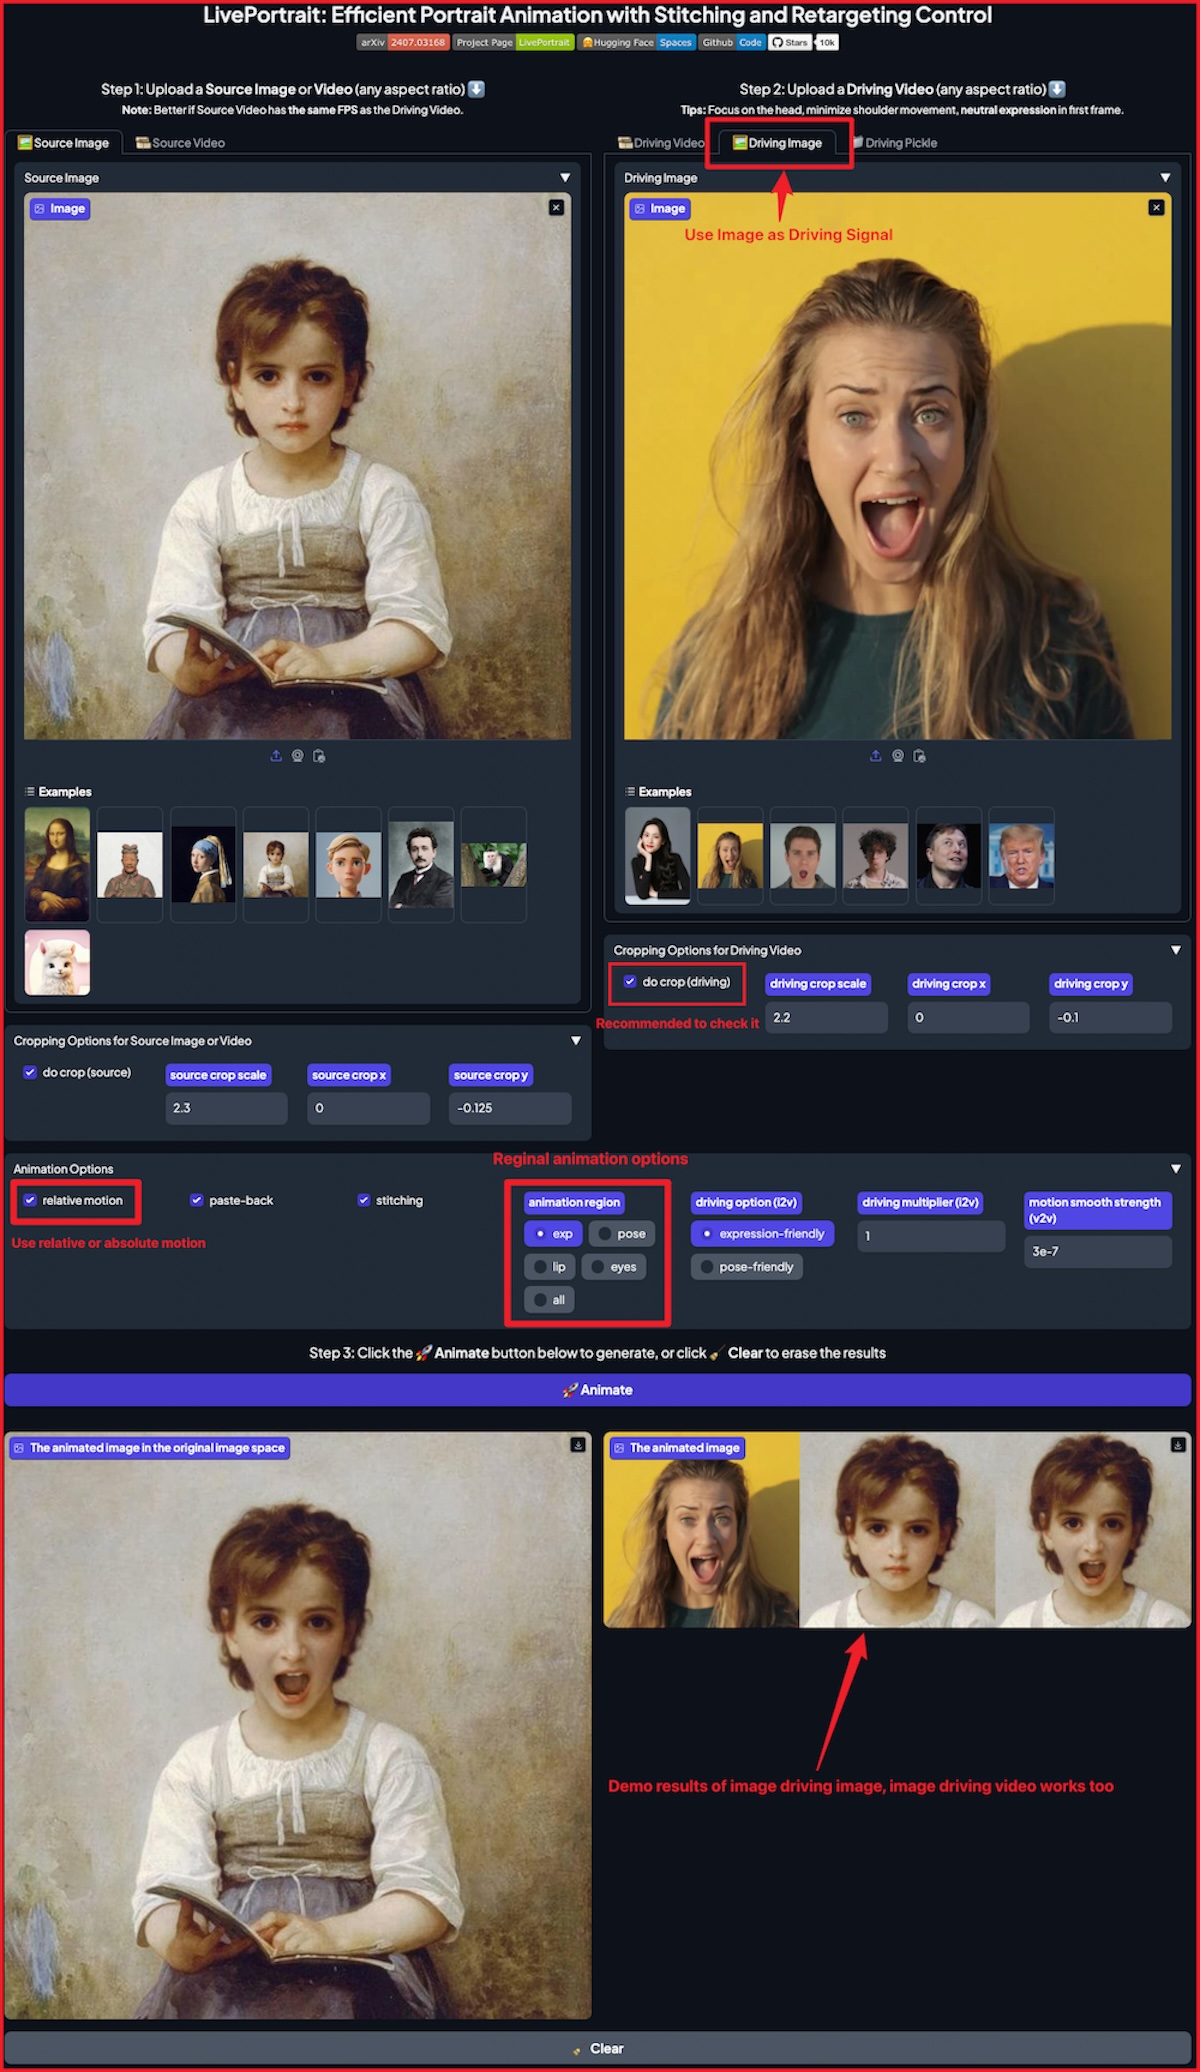 LivePortrait: Efficient Portrait Animation with Stitching and Retargeting Control
arXiv 2407.03168 Project Page LivePortrait Hugging Face Spaces Github Code Stars 10k
Step 1: Upload a Source Image or Video (any aspect ratio)
Note: Better if Source Video has the same FPS as the Driving Video.
Source Image
Source Video
Source Image
Image
Examples
Cropping Options for Source Image or Video
do crop (source)
source crop scale
source crop x
source crop y
2.3
0
-0.125
Step 2: Upload a Driving Video (any aspect ratio)
Tips: Focus on the head, minimize shoulder movement, neutral expression in first frame.
Driving Video
Driving Image
Driving Pickle
Driving Image
Image
Use Image as Driving Signal
Examples
Cropping Options for Driving Video
do crop (driving)
driving crop scale
driving crop x
driving crop y
Recommended to check it
2.2
0
-0.1
Reginal animation options
Animation Options
relative motion
paste-back
stitching
Use relative or absolute motion
animation region
exp
pose
lip
eyes
all
driving option (i2v)
expression-friendly
pose-friendly
driving multiplier (i2v)
1
motion smooth strength
(v2v)
3e-7
Step 3: Click the 🚀 Animate button below to generate, or click 🧹 Clear to erase the results
🚀 Animate
The animated image in the original image space
The animated image
Demo results of image driving image, image driving video works too
🧹 Clear